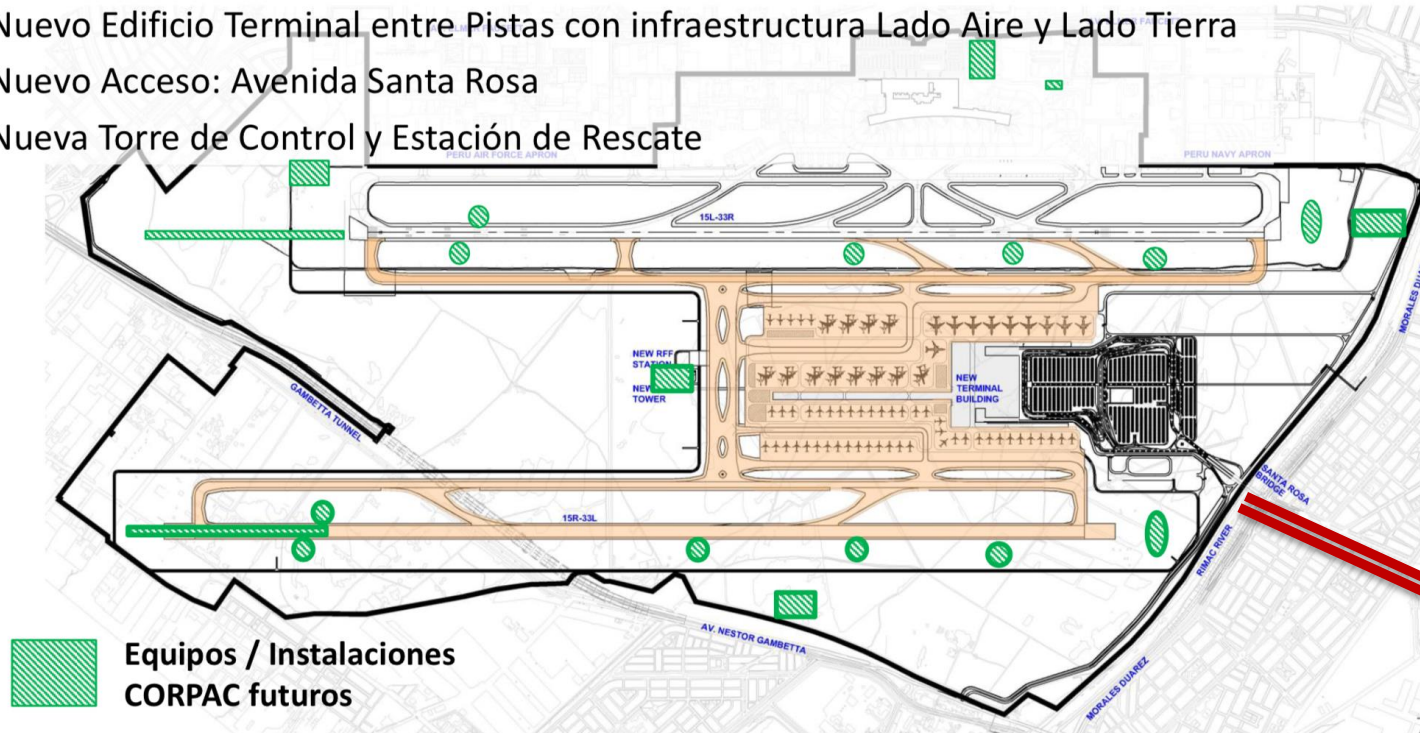 Nuevo Edificio Terminal entre Pistas con infraestructura Lado Aire y Lado Tierra
Nuevo Acceso: Avenida Santa Rosa
Nueva Torre de Control y Estación de Rescate
PERU AIR FORCE APRON
PERU NAVY APRON
15L-33R
MORALES DUAREZ
NEW RFF
STATION
NEW
TOWER
NEW
TERMINAL
BUILDING
GAMBETTA TUNNEL
SANTA ROSA
BRIDGE
15R-33L
RIMAC RIVER
AV. NESTOR GAMBETTA
MORALES DUAREZ
Equipos / Instalaciones
CORPAC futuros